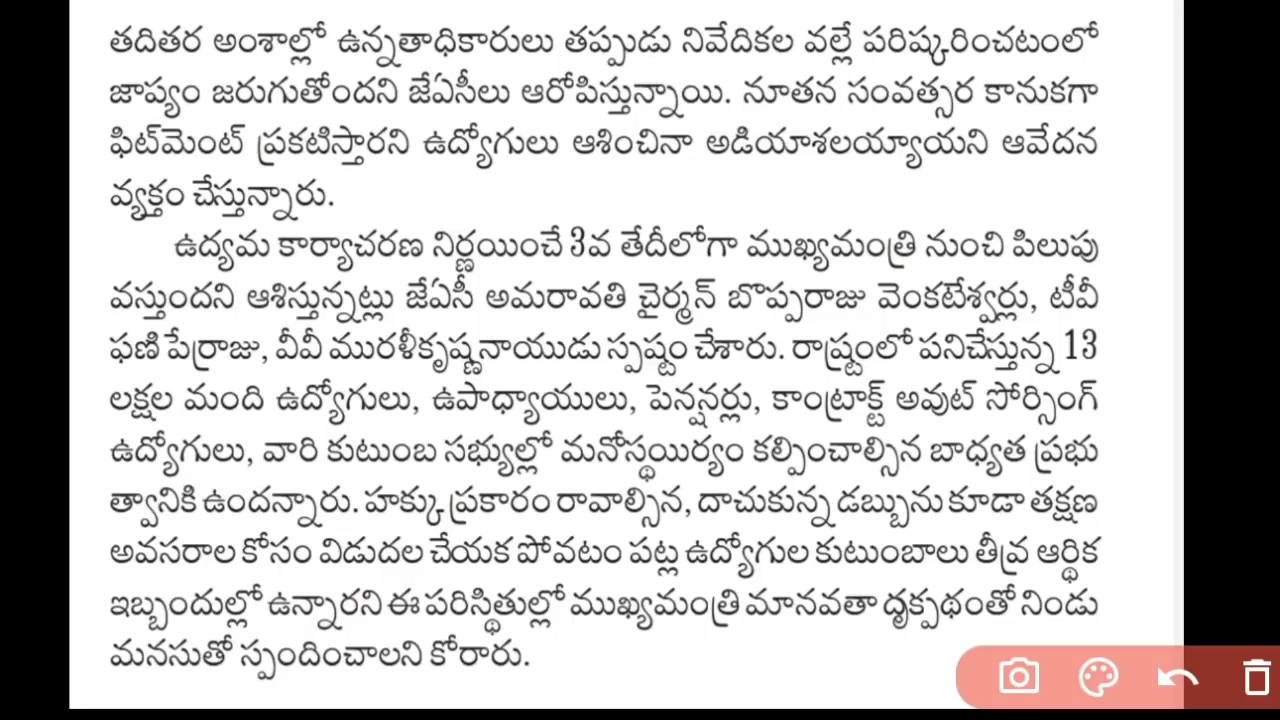 తదితర అంశాల్లో ఉన్నతాధికారులు తప్పుడు నివేదికల వల్లే పరిష్కరించటంలో
జాప్యం జరుగుతోందని జేఏసీలు ఆరోపిస్తున్నాయి. నూతన సంవత్సర కానుకగా
ఫిట్‌మెంట్ ప్రకటిస్తారని ఉద్యోగులు ఆశించినా అడియాశలయ్యాయని ఆవేదన
వ్యక్తం చేస్తున్నారు.
ఉద్యమ కార్యాచరణ నిర్ణయించే 3వ తేదీలోగా ముఖ్యమంత్రి నుంచి పిలుపు
వస్తుందని ఆశిస్తున్నట్లు జేఏసీ అమరావతి చైర్మన్ బొప్పరాజు వెంకటేశ్వర్లు, టీవీ
ఫణిపేర్రాజు, వీవీ మురళీకృష్ణనాయుడు స్పష్టం చేశారు. రాష్ట్రంలో పనిచేస్తున్న 13
లక్షల మంది ఉద్యోగులు, ఉపాధ్యాయులు, పెన్షనర్లు, కాంట్రాక్ట్ అవుట్ సోర్సింగ్
ఉద్యోగులు, వారి కుటుంబ సభ్యుల్లో మనోస్థయిర్యం కల్పించాల్సిన బాధ్యత ప్రభు
త్వానికి ఉందన్నారు. హక్కు ప్రకారం రావాల్సిన, దాచుకున్న డబ్బును కూడా తక్షణ
అవసరాల కోసం విడుదల చేయక పోవటం పట్ల ఉద్యోగుల కుటుంబాలు తీవ్ర ఆర్థిక
ఇబ్బందుల్లో ఉన్నారని ఈ పరిస్థితుల్లో ముఖ్యమంత్రి మానవతా దృక్పథంతో నిండు
మనసుతో స్పందించాలని కోరారు.